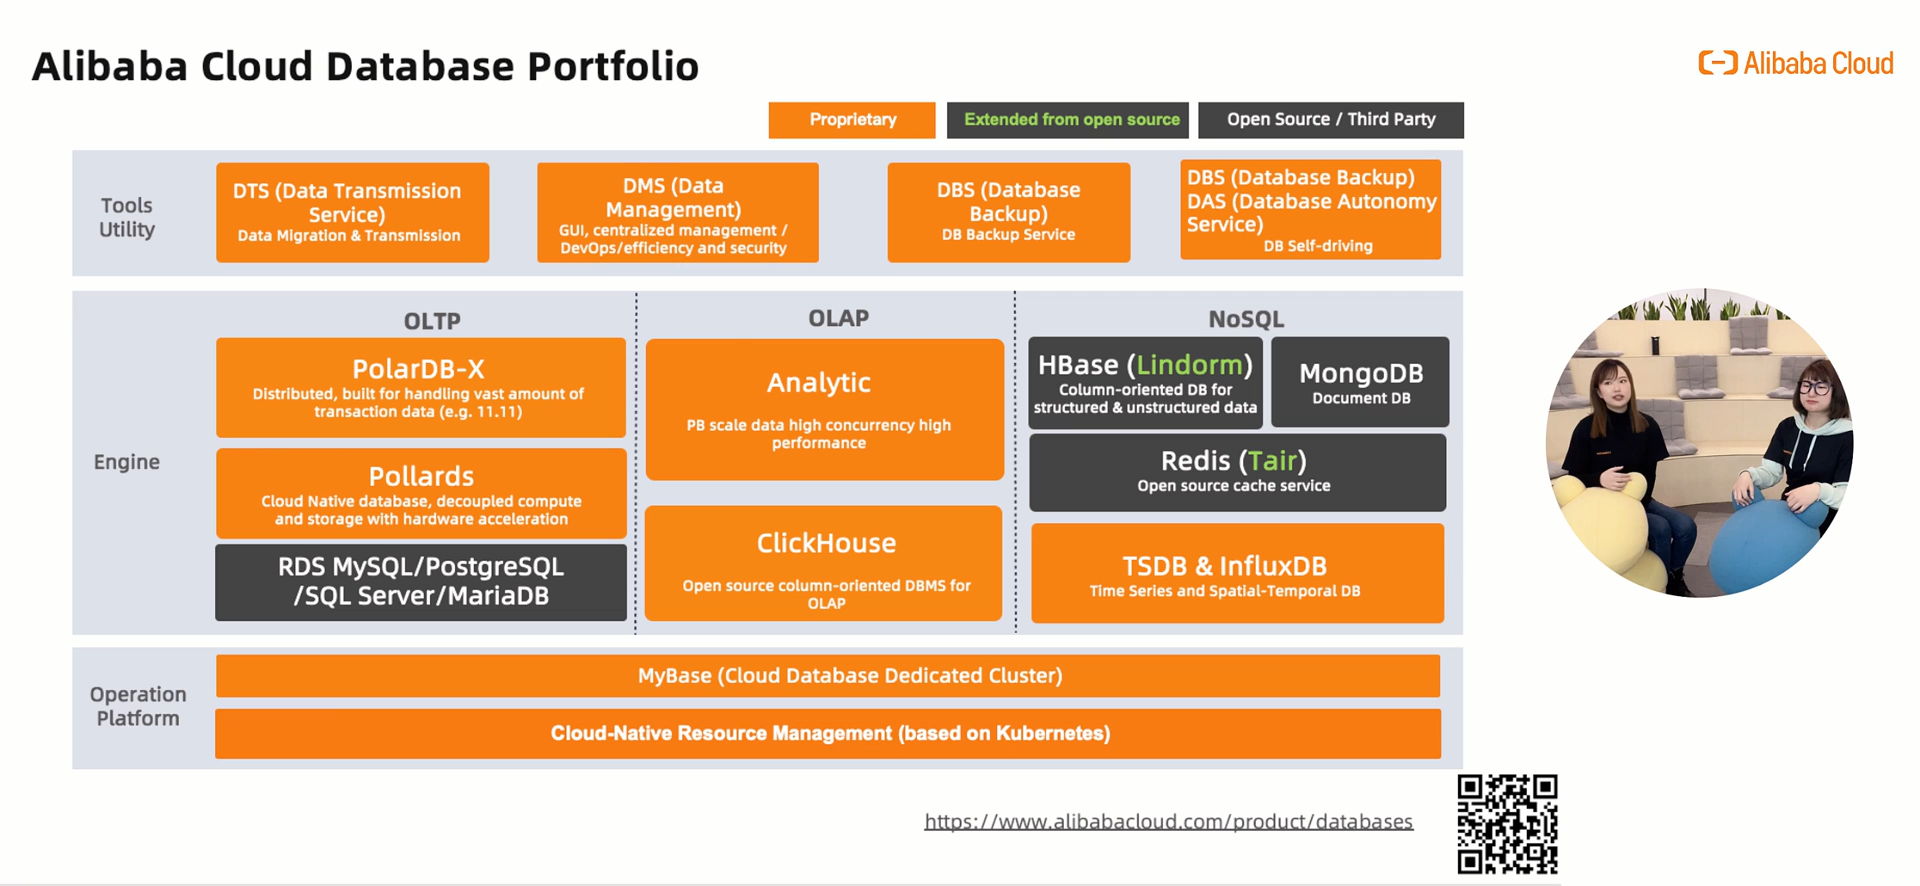 Alibaba Cloud Database Portfolio
Alibaba Cloud
Proprietary
Extended from open source
Open Source / Third Party
Tools
Utility
DTS (Data Transmission
Service)
Data Migration & Transmission
DMS (Data
Management)
GUI, centralized management /
DevOps/efficiency and security
DBS (Database
Backup)
DB Backup Service
DBS (Database Backup)
DAS (Database Autonomy
Service)
DB Self-driving
Engine
OLTP
PolarDB-X
Distributed, built for handling vast amount of
transaction data (e.g. 11.11)
Pollards
Cloud Native database, decoupled compute
and storage with hardware acceleration
RDS MySQL/PostgreSQL
/SQL Server/MariaDB
OLAP
Analytic
PB scale data high concurrency high
performance
ClickHouse
Open source column-oriented DBMS for
OLAP
NoSQL
HBase (Lindorm)
Column-oriented DB for
structured & unstructured data
MongoDB
Document DB
Redis (Tair)
Open source cache service
TSDB & InfluxDB
Time Series and Spatial-Temporal DB
Operation
Platform
MyBase (Cloud Database Dedicated Cluster)
Cloud-Native Resource Management (based on Kubernetes)
https://www.alibabacloud.com/product/databases